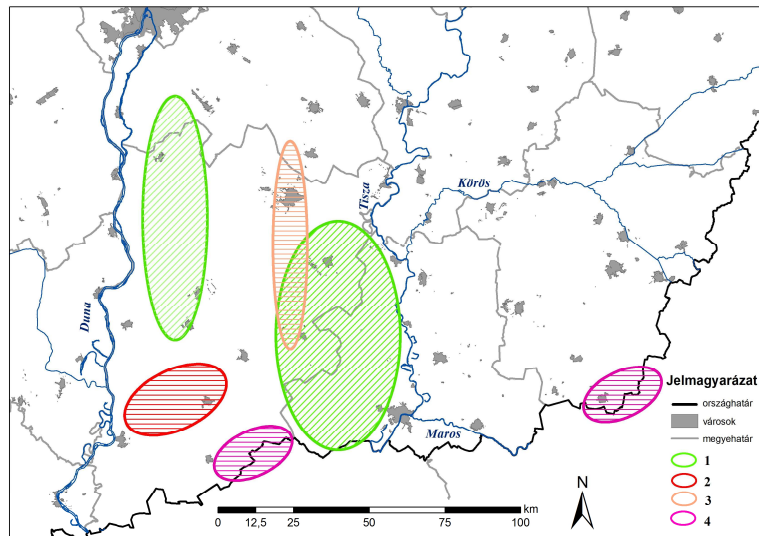 Tisza
Körös
Duna
Maros
Jelmagyarázat
országhatár
városok
megyehatár
1
2
3
4
N
0 12,5 25 50 75 100
km